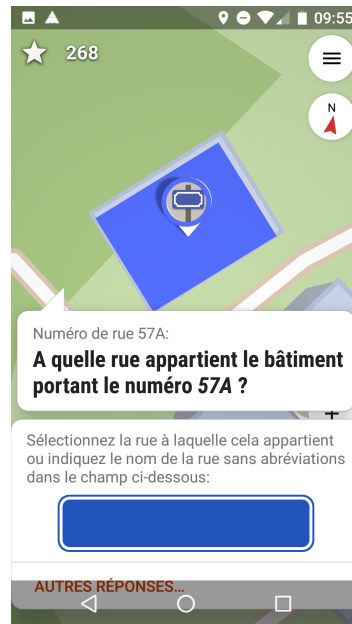 09:55
268
N
Numéro de rue 57A:
A quelle rue appartient le bâtiment
portant le numéro 57A ?
Sélectionnez la rue à laquelle cela appartient
ou indiquez le nom de la rue sans abréviations
dans le champ ci-dessous:
AUTRES RÉPONSES...